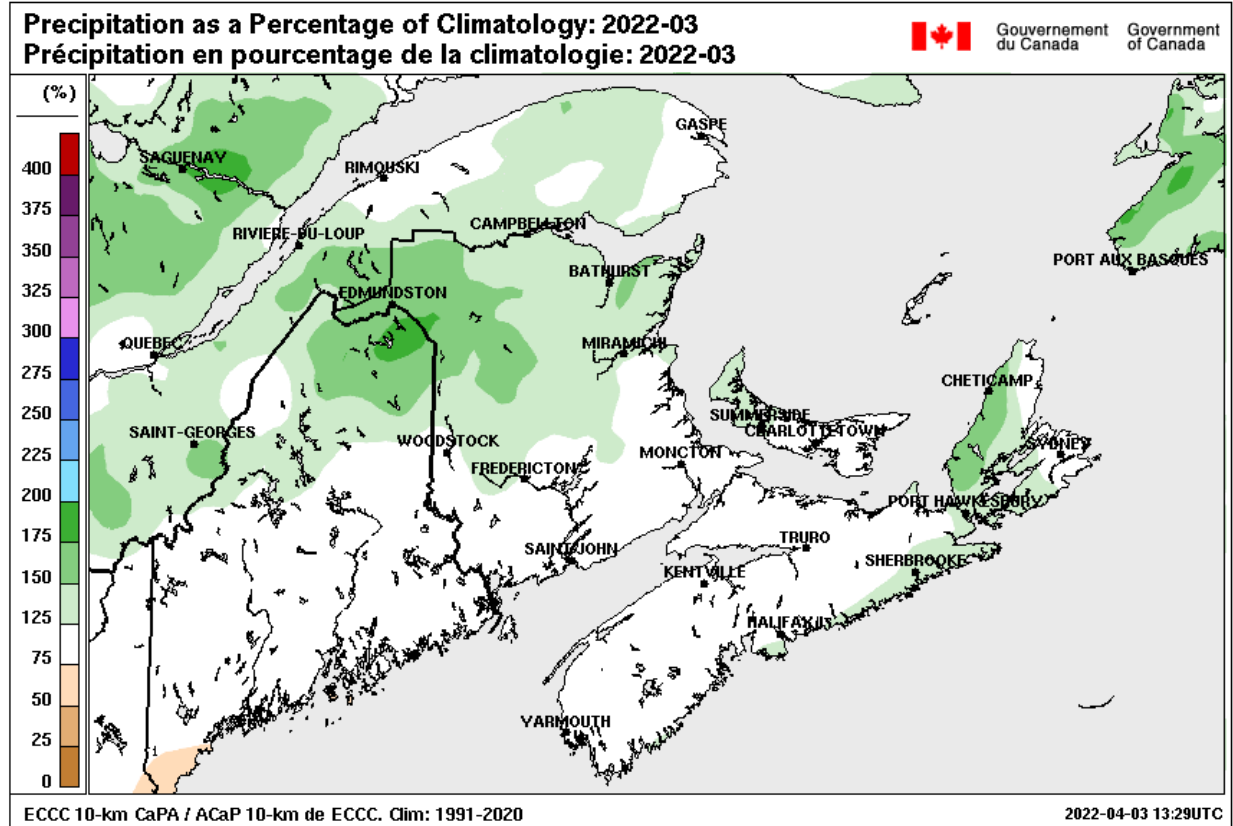 Precipitation as a Percentage of Climatology: 2022-03
Précipitation en pourcentage de la climatologie: 2022-03
Gouvernement du Canada
Government of Canada
(%)
400
375
350
325
300
275
250
225
200
175
150
125
75
50
25
0
GASPE
SAGUENAY
RIMOUSKI
CAMPBELLTON
RIVIERE-DU-LOUP
PORT AUX BASQUES
BATHURST
EDMUNDSTON
QUEBEC
MIRAMICHI
CHETICAMP
SUMMERSIDE
CHARLOTTETOWN
SAINT-GEORGES
WOODSTOCK
SYDNEY
MONCTON
FREDERICTON
PORT HAWKESBURY
TRURO
SAINT JOHN
SHERBROOKE
KENTVILLE
HALIFAX
YARMOUTH
ECCC 10-km CaPA / ACaP 10-km de ECCC. Clim: 1991-2020
2022-04-03 13:29UTC